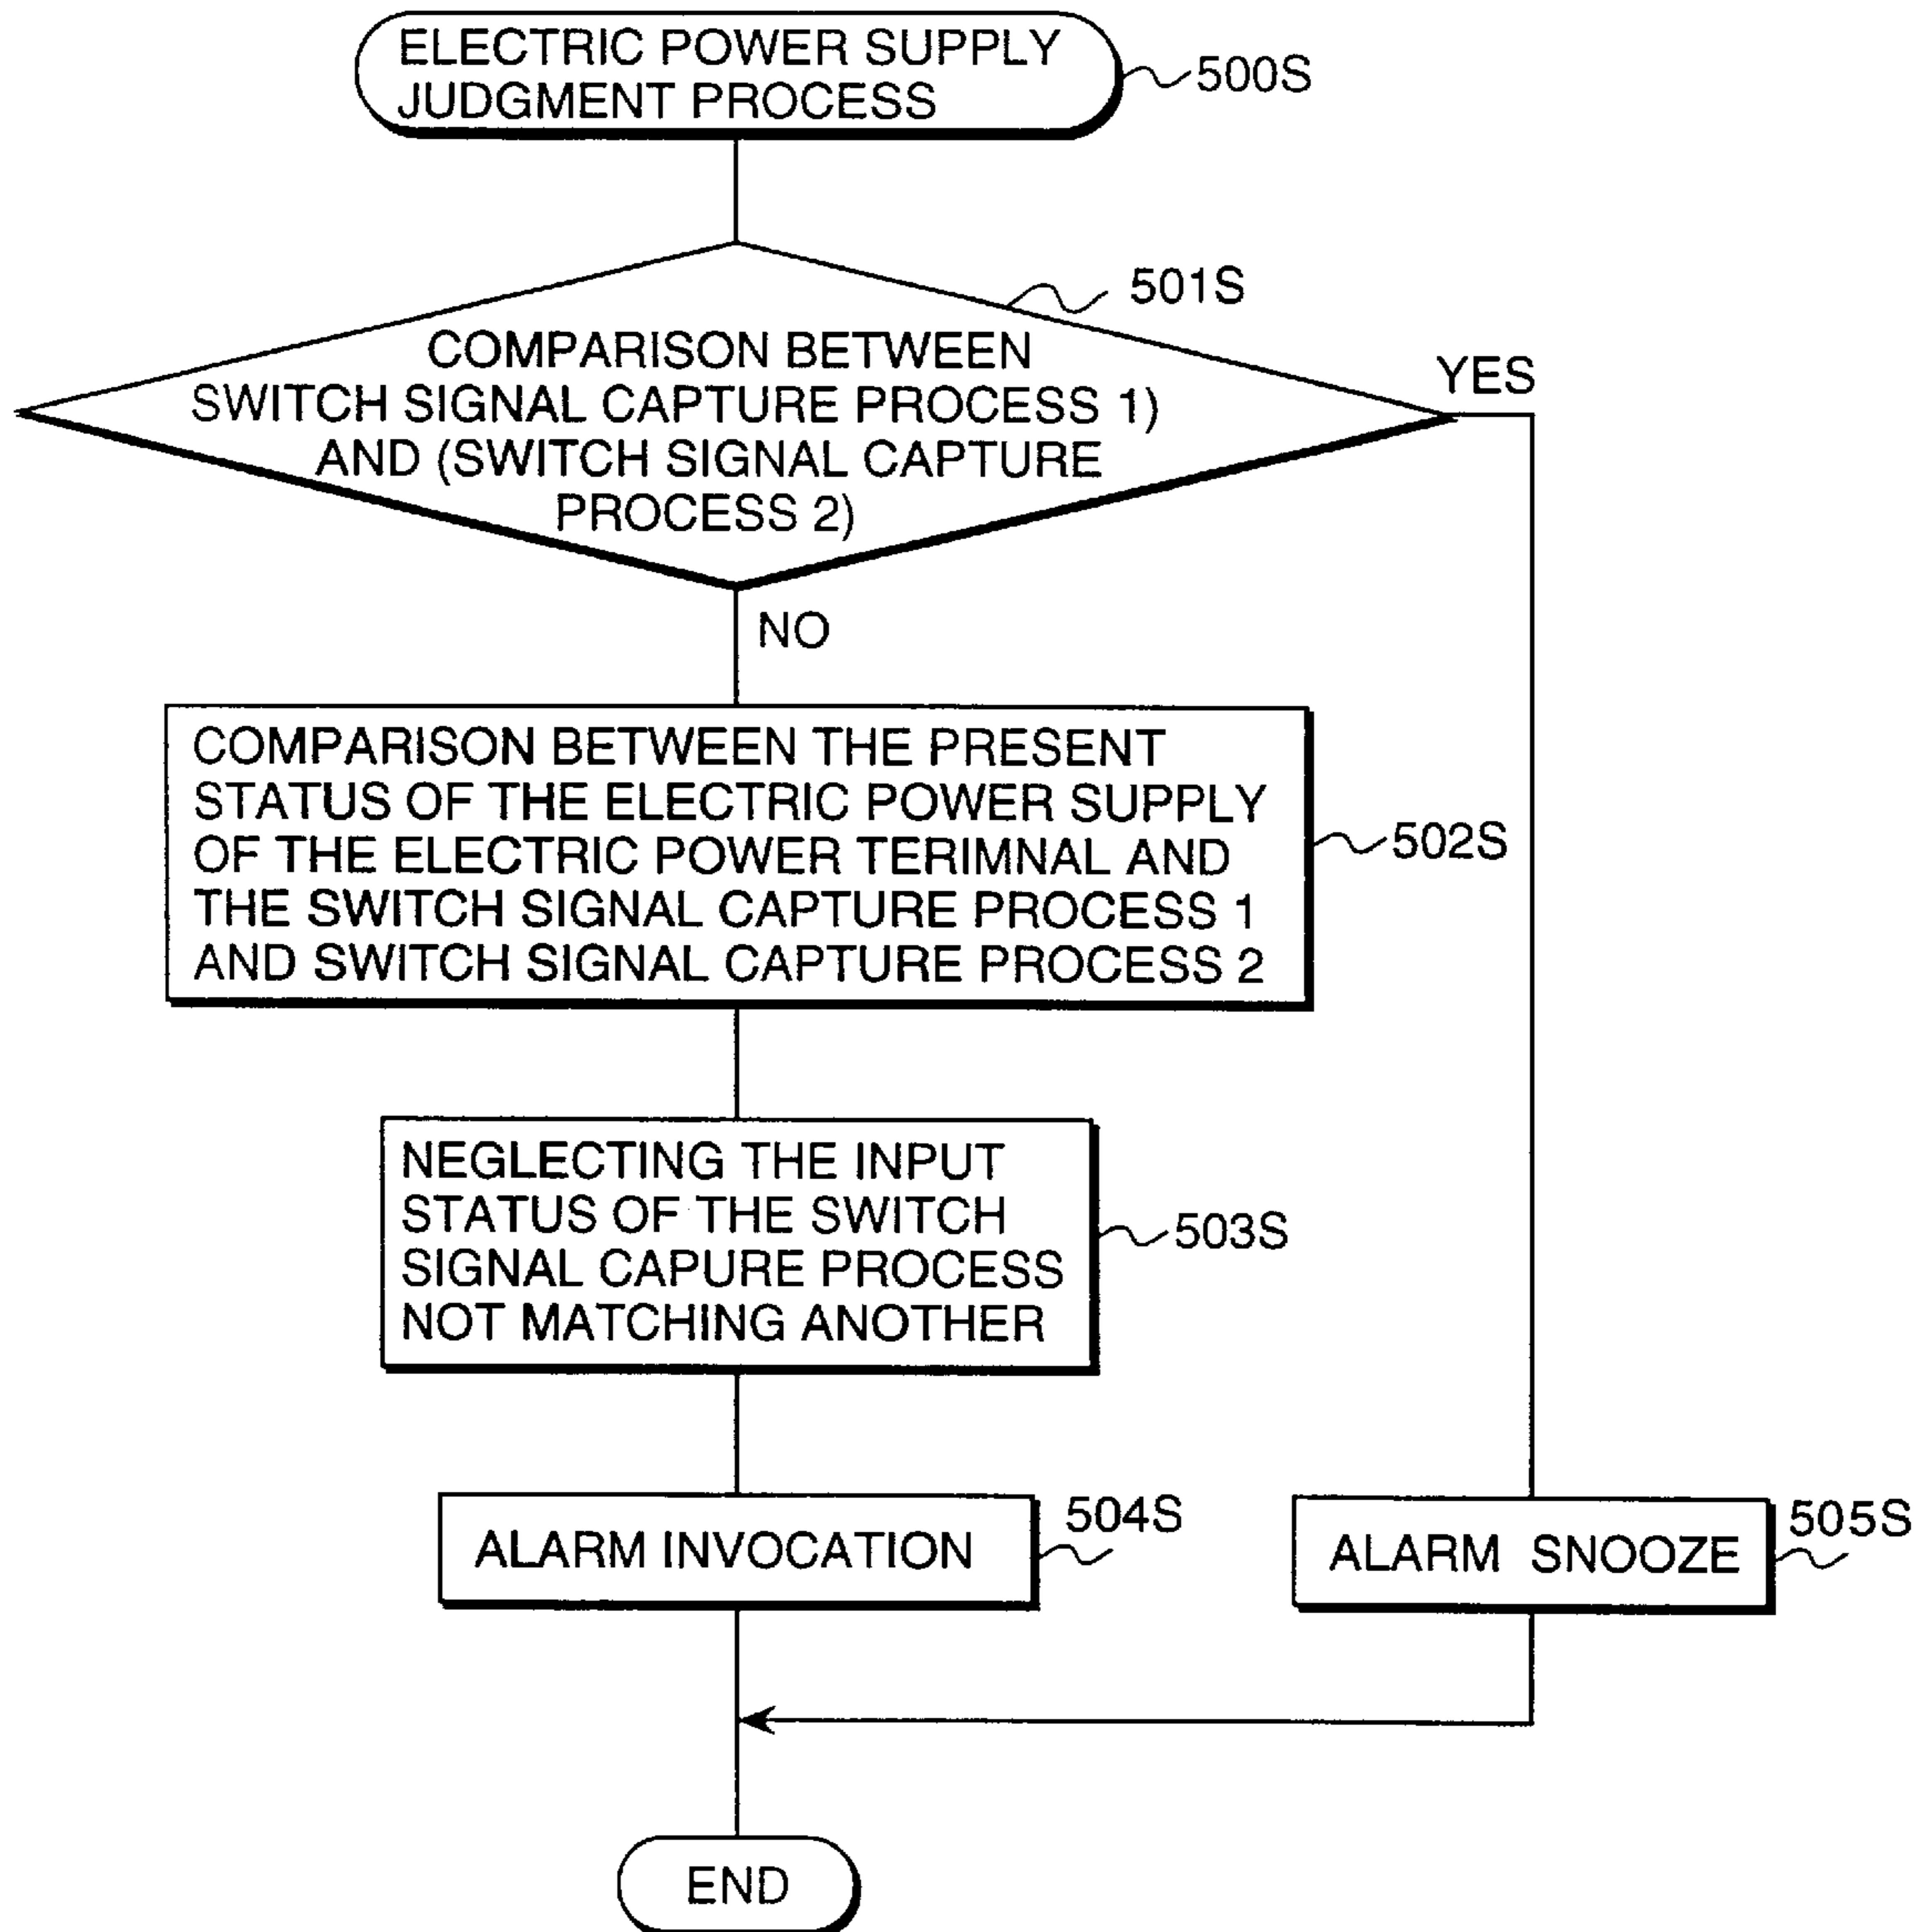 ELECTRIC POWER SUPPLY
JUDGMENT PROCESS
500S
501S
COMPARISON BETWEEN
SWITCH SIGNAL CAPTURE PROCESS 1)
AND (SWITCH SIGNAL CAPTURE
PROCESS 2)
YES
NO
COMPARISON BETWEEN THE PRESENT
STATUS OF THE ELECTRIC POWER SUPPLY
OF THE ELECTRIC POWER TERIMNAL AND
THE SWITCH SIGNAL CAPTURE PROCESS 1
AND SWITCH SIGNAL CAPTURE PROCESS 2
502S
NEGLECTING THE INPUT
STATUS OF THE SWITCH
SIGNAL CAPURE PROCESS
NOT MATCHING ANOTHER
503S
ALARM INVOCATION
504S
ALARM SNOOZE
505S
END